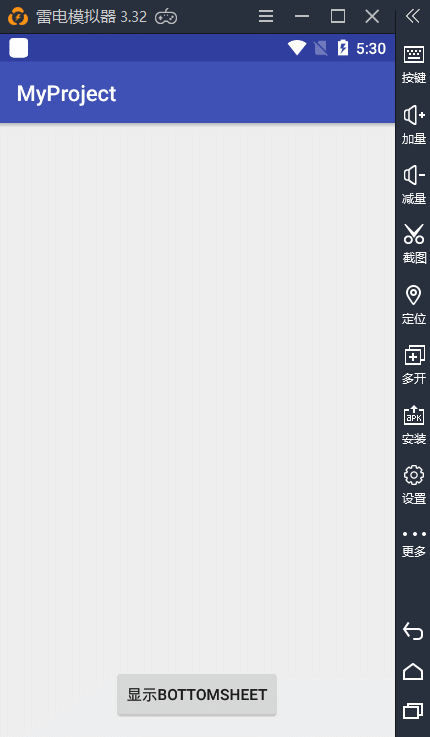 雷电模拟器 3.32
5:30
MyProject
按键
加量
减量
截图
定位
多开
APK
安装
设置
更多
显示BOTTOMSHEET